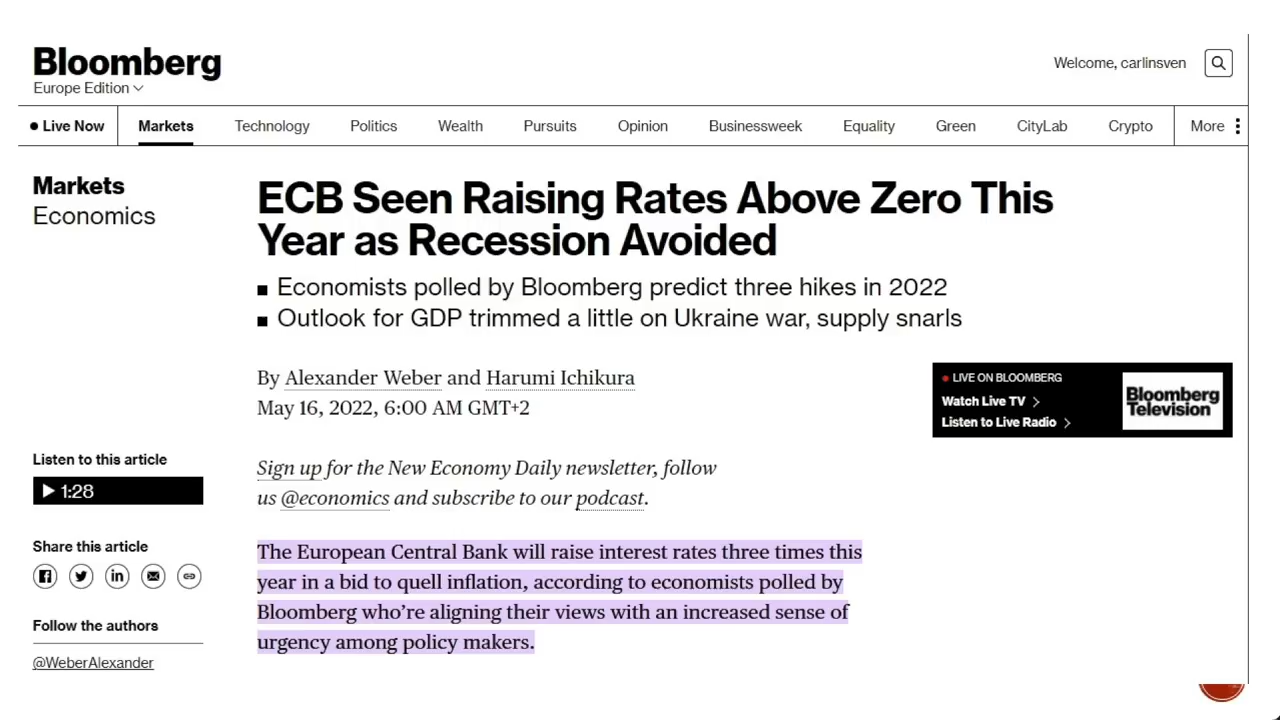 Bloomberg
Europe Edition
Welcome, carlinsven
Live Now
Markets
Technology
Politics
Wealth
Pursuits
Opinion
Businessweek
Equality
Green
CityLab
Crypto
More
Markets
Economics
ECB Seen Raising Rates Above Zero This
Year as Recession Avoided
Economists polled by Bloomberg predict three hikes in 2022
Outlook for GDP trimmed a little on Ukraine war, supply snarls
By Alexander Weber and Harumi Ichikura
May 16, 2022, 6:00 AM GMT+2
LIVE ON BLOOMBERG
Watch Live TV
Listen to Live Radio
Bloomberg
Television
Listen to this article
1:28
Sign up for the New Economy Daily newsletter, follow
us @economics and subscribe to our podcast.
Share this article
Follow the authors
@WeberAlexander
The European Central Bank will raise interest rates three times this
year in a bid to quell inflation, according to economists polled by
Bloomberg who're aligning their views with an increased sense of
urgency among policy makers.